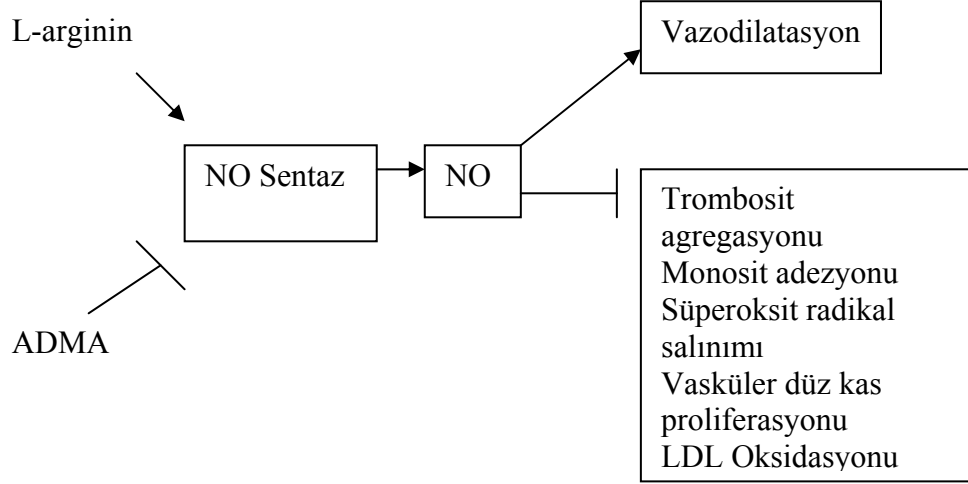 L-arginin
Vazodilatasyon
NO Sentaz
NO
Trombosit
agregasyonu
Monosit adezyonu
Süperoksit radikal
salınımı
Vasküler düz kas
proliferasyonu
LDL Oksidasyonu
ADMA